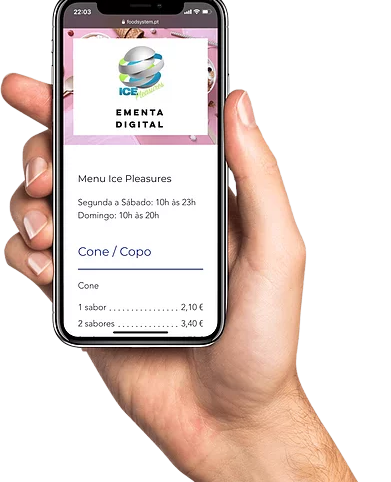 22:03
foodsystem.pt
ICE
Pleasures
EMENTA
DIGITAL
Menu Ice Pleasures
Segunda a Sábado: 10h às 23h
Domingo: 10h às 20h
Cone / Copo
Cone
1 sabor ................ 2,10 €
2 sabores .............. 3,40 €